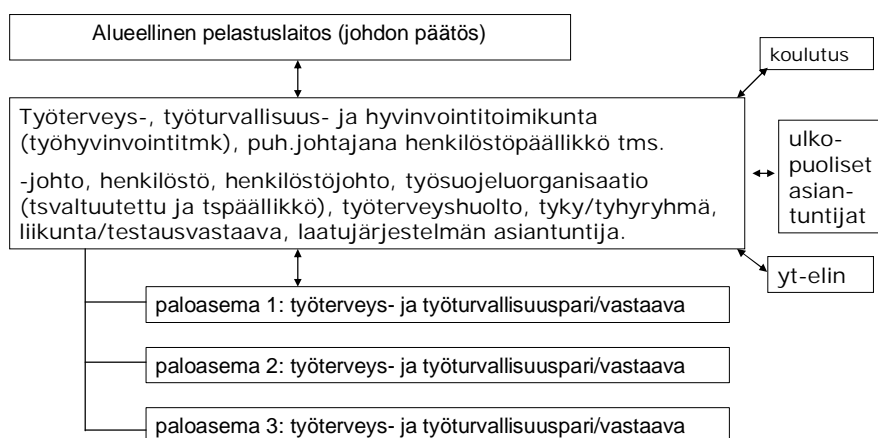 Alueellinen pelastuslaitos (johdon päätös)
koulutus
Työterveys-, työturvallisuus- ja hyvinvointitoimikunta
(työhyvinvointitmk), puh.johtajana henkilöstöpäällikkö tms.
-johto, henkilöstö, henkilöstöjohto, työsuojeluorganisaatio
(tsvaltuutettu ja tspäällikkö), työterveyshuolto, tyky/tyhyryhmä,
liikunta/testausvastaava, laatujärjestelmän asiantuntija.
ulko-
puoliset
asian-
tuntijat
yt-elin
paloasema 1: työterveys- ja työturvallisuuspari/vastaava
paloasema 2: työterveys- ja työturvallisuuspari/vastaava
paloasema 3: työterveys- ja työturvallisuuspari/vastaava